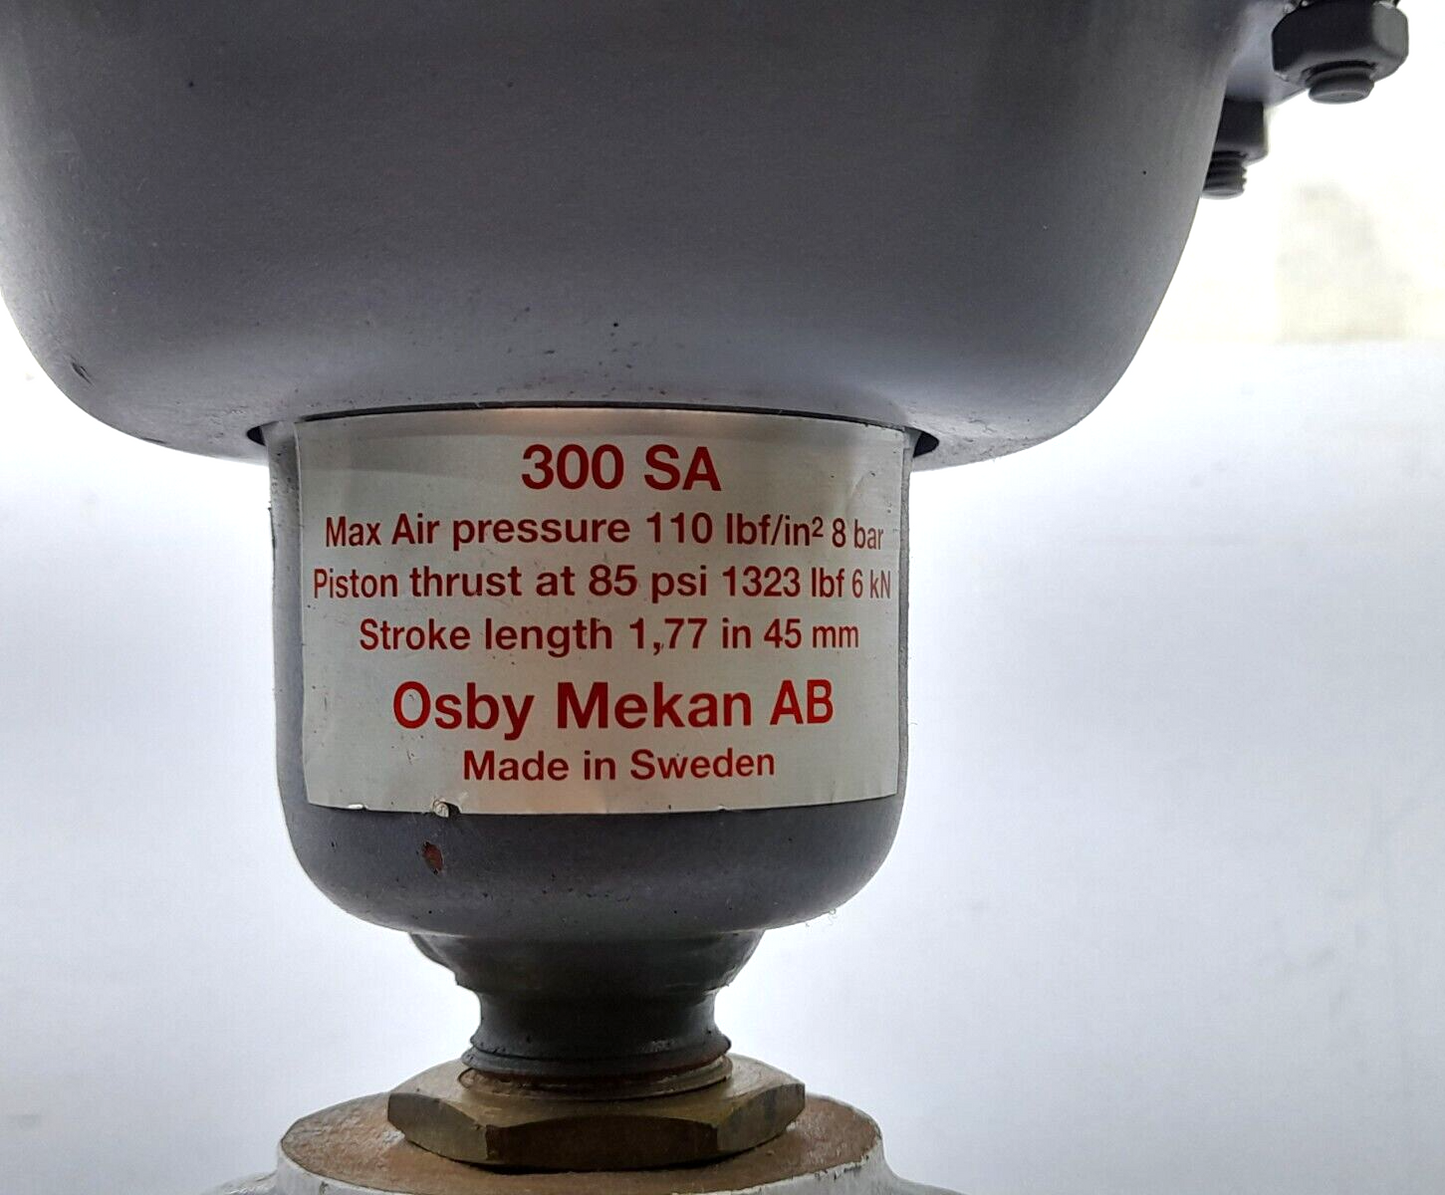 300 SA
Max Air pressure 110 lbf/in² 8 bar
Piston thrust at 85 psi 1323 lbf 6 kN
Stroke length 1,77 in 45 mm
Osby Mekan AB
Made in Sweden